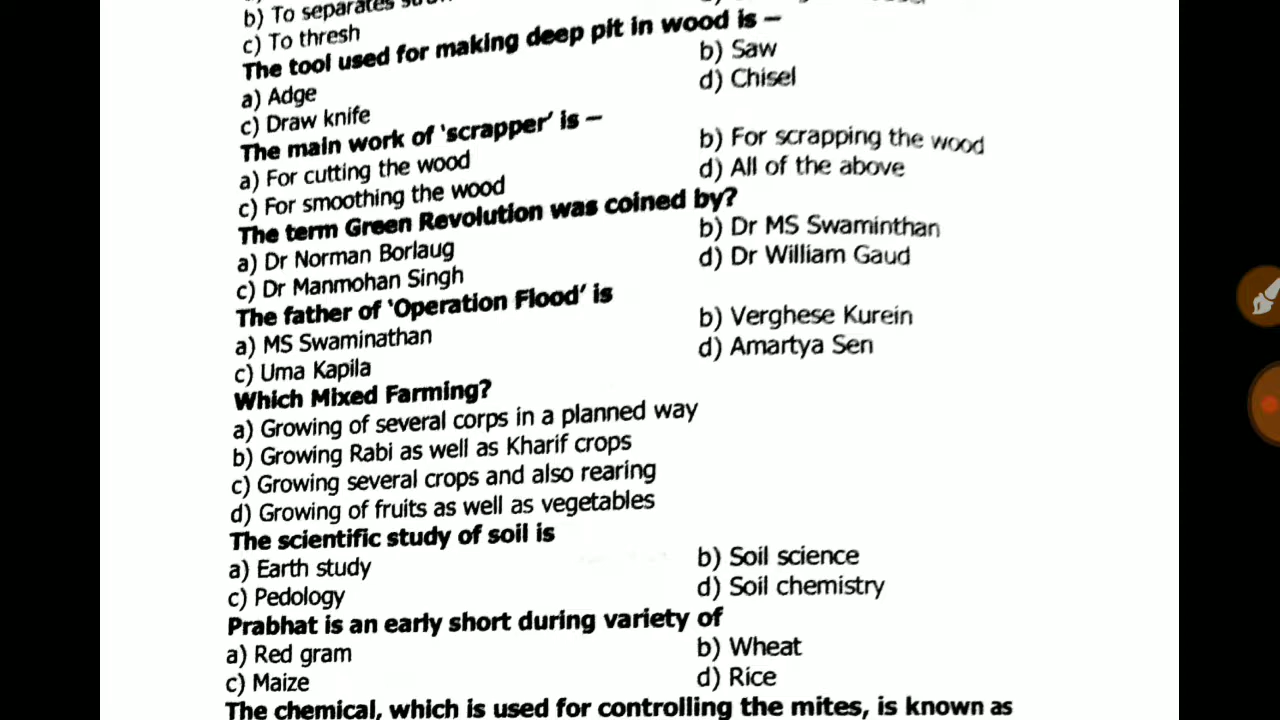 b) To separates
c) To thresh
The tool used for making deep pit in wood is –
a) Adge
b) Saw
c) Draw knife
d) Chisel
The main work of ‘scrapper’ is –
a) For cutting the wood
b) For scrapping the wood
c) For smoothing the wood
d) All of the above
The term Green Revolution was coined by?
a) Dr Norman Borlaug
b) Dr MS Swaminthan
c) Dr Manmohan Singh
d) Dr William Gaud
The father of ‘Operation Flood’ is
a) MS Swaminathan
b) Verghese Kurein
c) Uma Kapila
d) Amartya Sen
Which Mixed Farming?
a) Growing of several corps in a planned way
b) Growing Rabi as well as Kharif crops
c) Growing several crops and also rearing
d) Growing of fruits as well as vegetables
The scientific study of soil is
a) Earth study
b) Soil science
c) Pedology
d) Soil chemistry
Prabhat is an early short during variety of
a) Red gram
b) Wheat
c) Maize
d) Rice
The chemical, which is used for controlling the mites, is known as